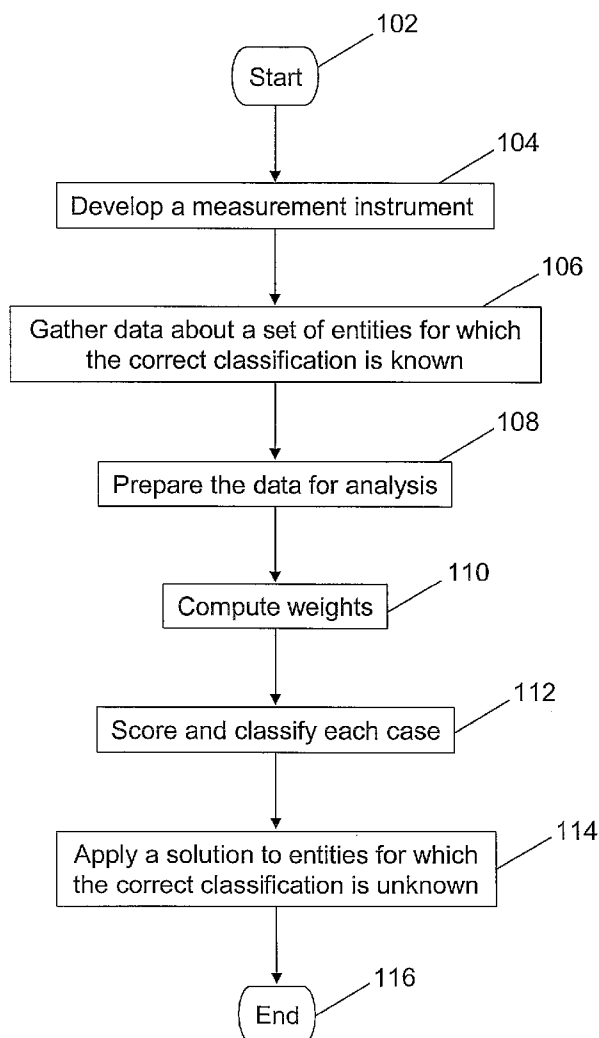 102
Start
104
Develop a measurement instrument
106
Gather data about a set of entities for which
the correct classification is known
108
Prepare the data for analysis
110
Compute weights
112
Score and classify each case
114
Apply a solution to entities for which
the correct classification is unknown
116
End